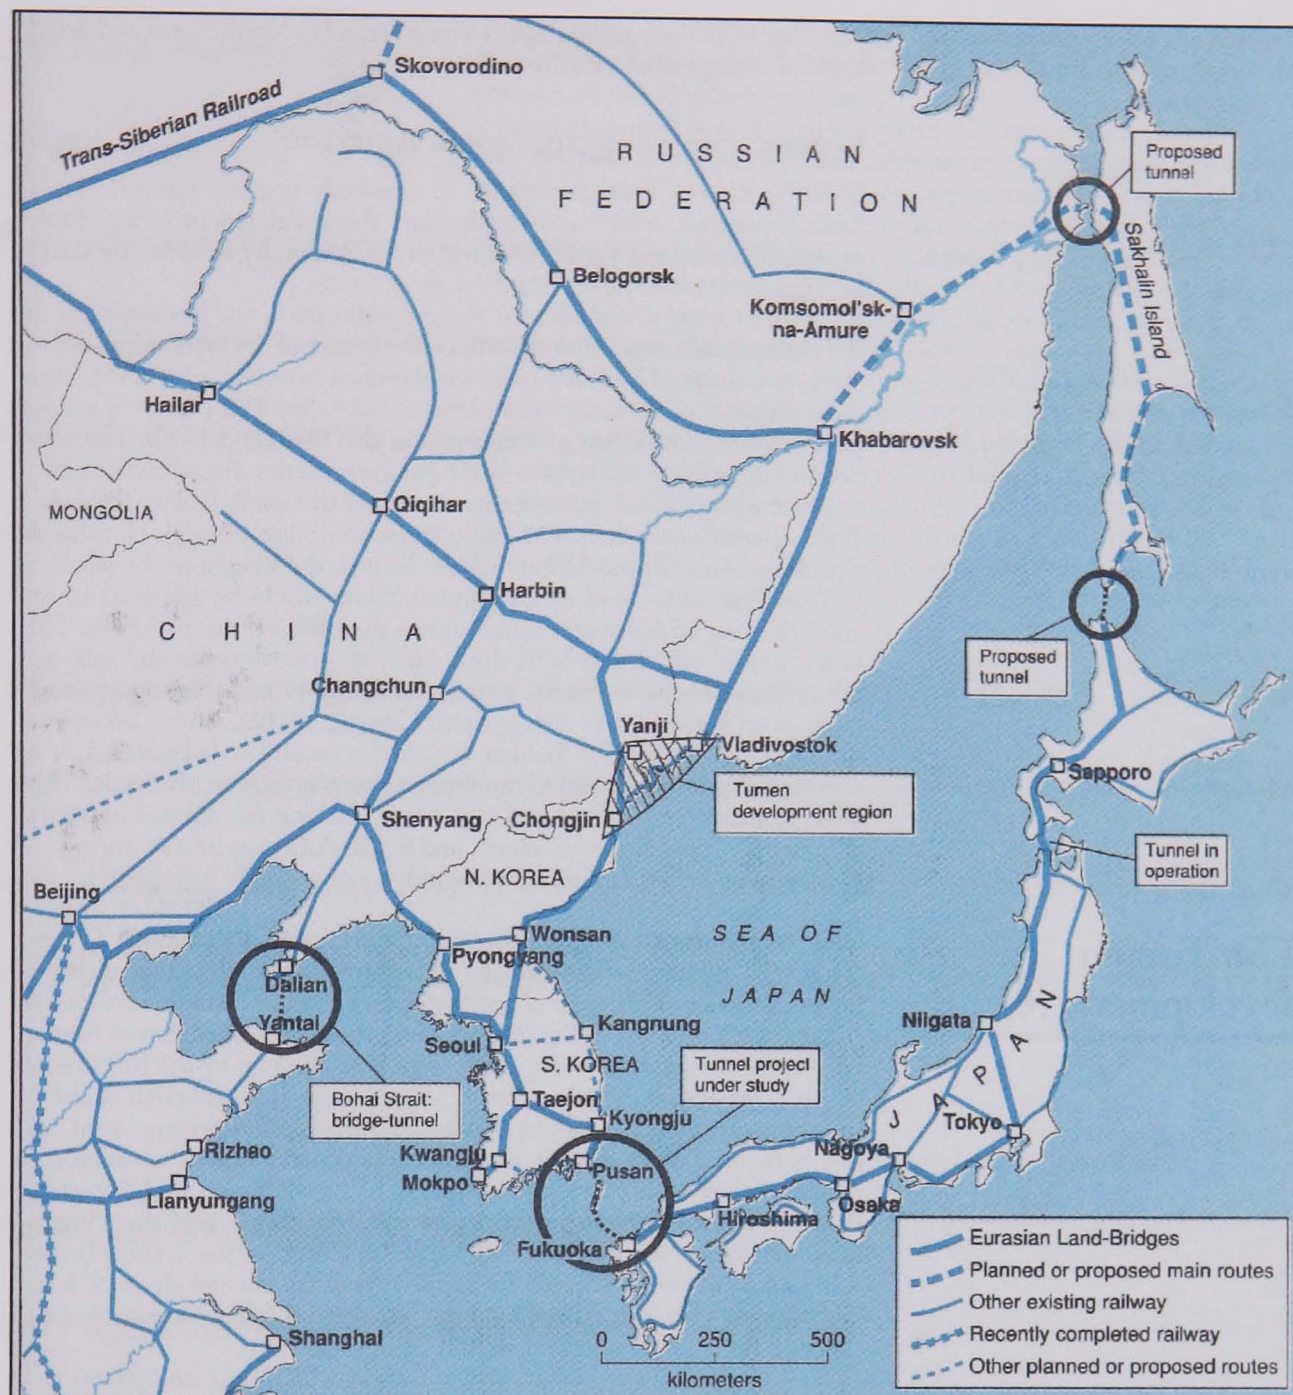 Skovorodino
Trans-Siberian Railroad
RUSSIAN
FEDERATION
Proposed
tunnel
Sakhalin Island
Belogorsk
Komsomol'sk-
na-Amure
Hailar
Khabarovsk
MONGOLIA
Qiqihar
Harbin
CHINA
Proposed
tunnel
Changchun
Yanji
Vladivostok
Sapporo
Tumen
development region
Shenyang
Chongjin
Tunnel in
operation
N. KOREA
Beijing
Wonsan
SEA OF
JAPAN
Pyongyang
Dalian
Yantai
Kangnung
Niigata
Seoul
S. KOREA
Tunnel project
under study
JAPAN
Bohai Strait:
bridge-tunnel
Taejon
Kyongju
Tokyo
Nagoya
Rizhao
Kwangju
Pusan
Mokpo
Lianyungang
Osaka
Hiroshima
Fukuoka
Shanghai
Eurasian Land-Bridges
Planned or proposed main routes
Other existing railway
Recently completed railway
Other planned or proposed routes
0 250 500
kilometers